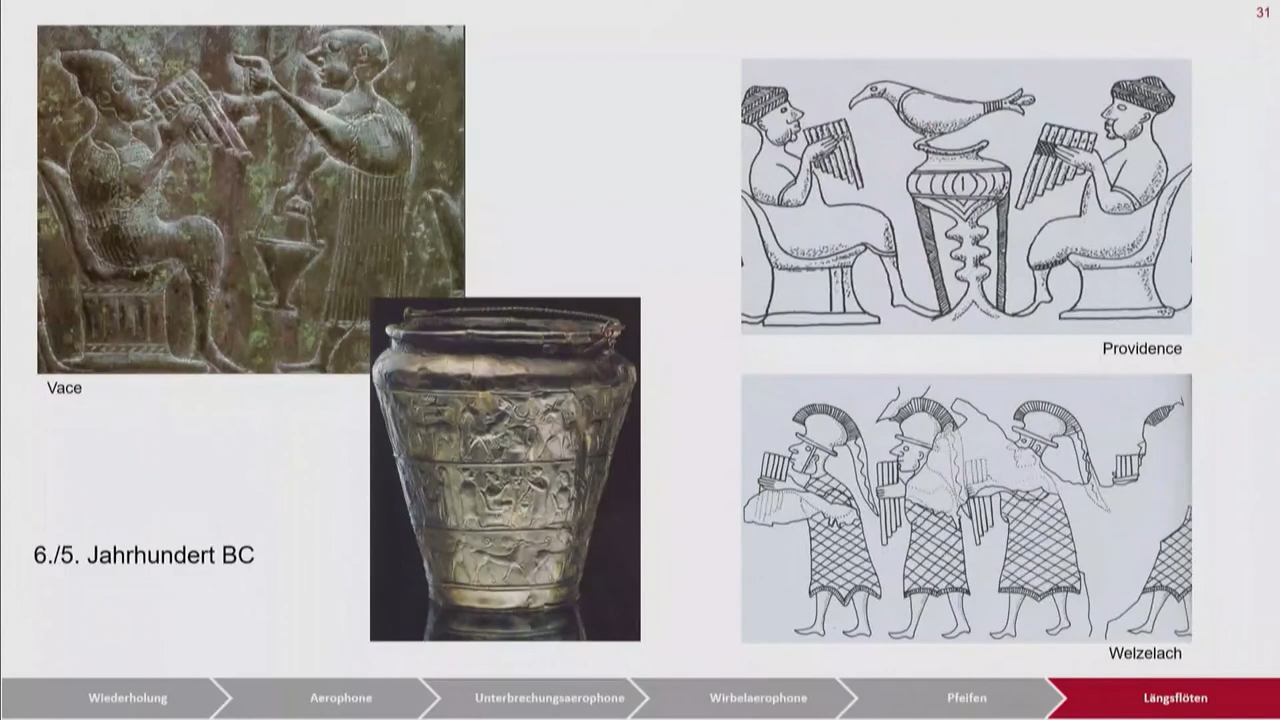 31
Vace
Providence
6./5. Jahrhundert BC
Welzelach
Wiederholung
Aerophone
Unterbrechungsaerophone
Wirbelaerophone
Pfeifen
Längsflöten